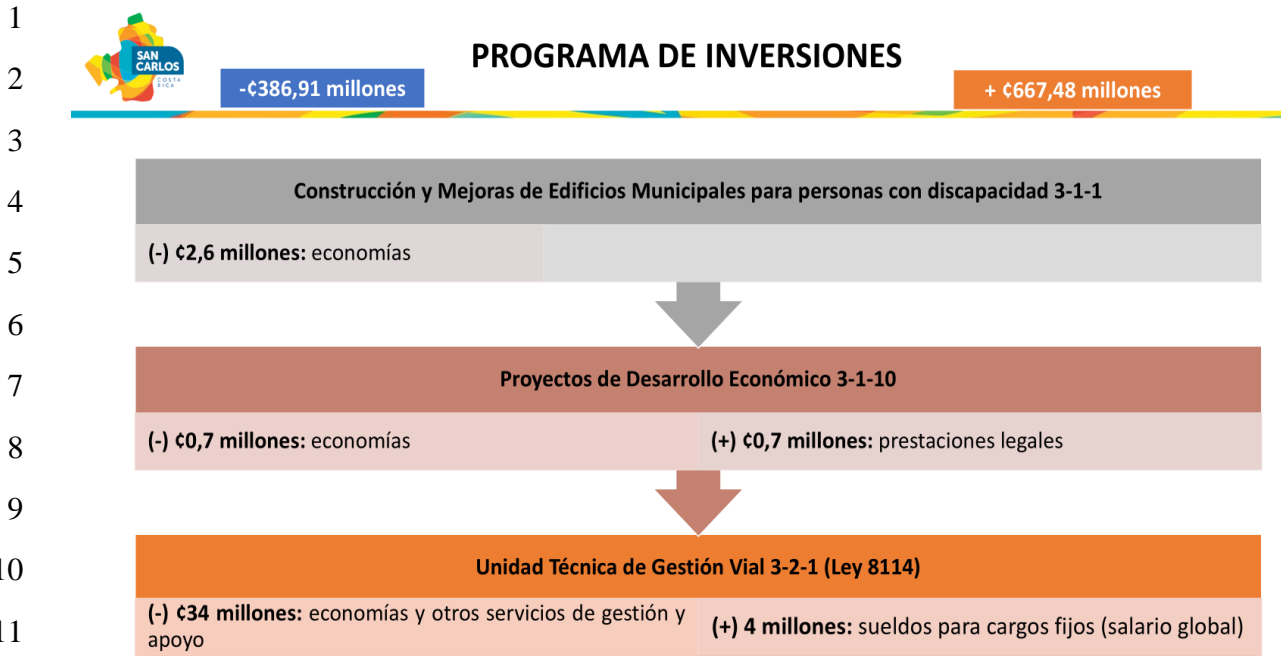 1
SAN
CARLOS
COSTA
RICA
PROGRAMA DE INVERSIONES
2
-¢386,91 millones
+ ¢667,48 millones
3
4
Construcción y Mejoras de Edificios Municipales para personas con discapacidad 3-1-1
5
(-) ¢2,6 millones: economías
6
7
Proyectos de Desarrollo Económico 3-1-10
8
(-) ¢0,7 millones: economías
(+) ¢0,7 millones: prestaciones legales
9
10
Unidad Técnica de Gestión Vial 3-2-1 (Ley 8114)
11
(-) ¢34 millones: economías y otros servicios de gestión y
apoyo
(+) 4 millones: sueldos para cargos fijos (salario global)